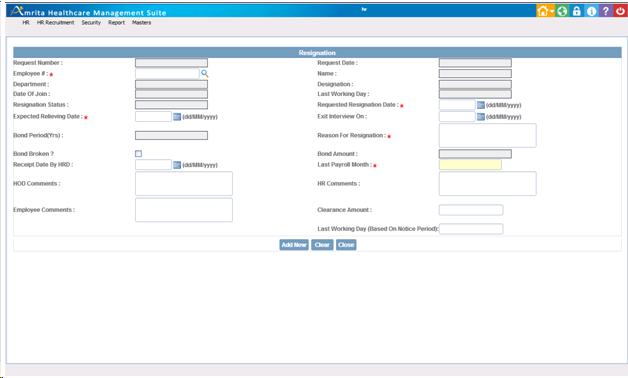 Amrita Healthcare Management Suite
hr
HR HR Recruitment Security Report Masters
Resignation
Request Number : Request Date :
Employee # : * Name :
Department : Designation :
Date Of Join : Last Working Day :
Resignation Status : Requested Resignation Date : * (dd/MM/yyyy)
Expected Relieving Date : * (dd/MM/yyyy) Exit Interview On : (dd/MM/yyyy)
Bond Period(Yrs) : Reason For Resignation : *
Bond Broken ? Bond Amount :
Receipt Date By HRD : (dd/MM/yyyy) Last Payroll Month : *
HOD Comments : HR Comments :
Employee Comments : Clearance Amount :
Last Working Day (Based On Notice Period):
Add New Clear Close